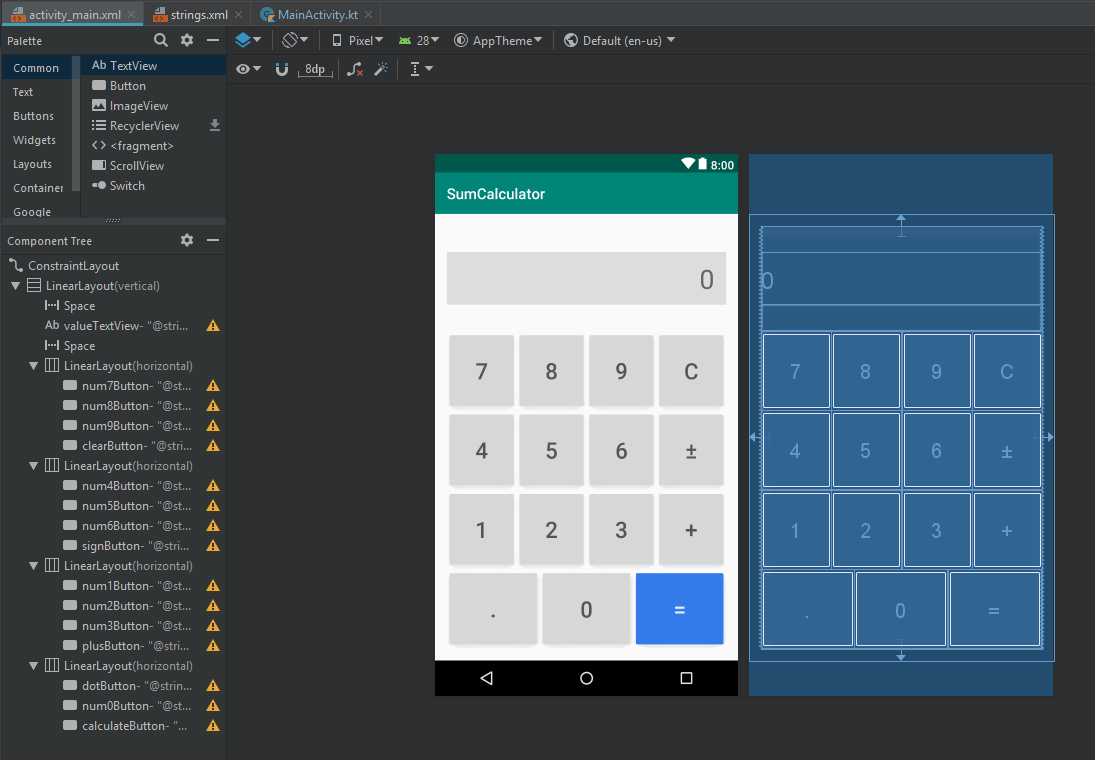 activity_main.xml strings.xml MainActivity.kt
Palette
Pixel 28 AppTheme Default (en-us)
8dp
Common
Text
Buttons
Widgets
Layouts
Container
Google
Ab TextView
Button
ImageView
RecyclerView
<fragment>
ScrollView
Switch
Component Tree
ConstraintLayout
LinearLayout(vertical)
Space
Ab valueTextView- "@stri...
Space
LinearLayout(horizontal)
num7Button- "@st...
num8Button- "@st...
num9Button- "@st...
clearButton- "@stri...
LinearLayout(horizontal)
num4Button- "@st...
num5Button- "@st...
num6Button- "@st...
signButton- "@stri...
LinearLayout(horizontal)
num1Button- "@st...
num2Button- "@st...
num3Button- "@st...
plusButton- "@stri...
LinearLayout(horizontal)
dotButton- "@strin...
num0Button- "@st...
calculateButton- "...
8:00
SumCalculator
0
7 8 9 C
4 5 6 ±
1 2 3 +
. 0 =
0
7 8 9 C
4 5 6 ±
1 2 3 +
. 0 =